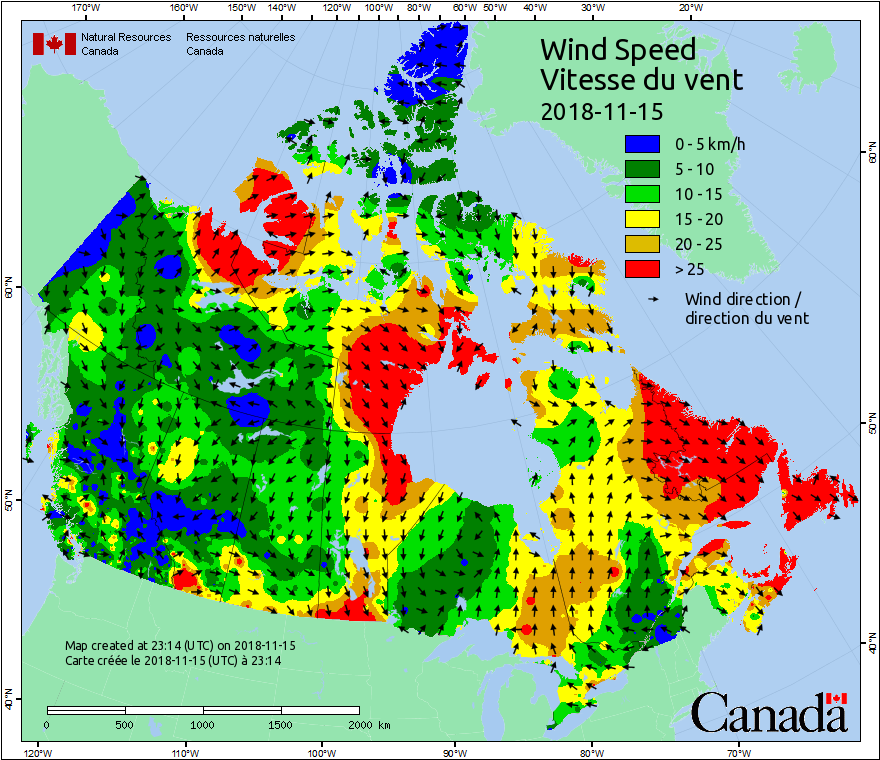 170°W 160°W 150°W 140°W 120°W 100°W 80°W 60°W 50°W 40°W 30°W 20°W
Natural Resources Ressources naturelles
Canada Canada
Wind Speed
Vitesse du vent
2018-11-15
0 - 5 km/h
5 - 10
10 - 15
15 - 20
20 - 25
> 25
Wind direction /
direction du vent
60°N
60°N
50°N
50°N
40°N
40°N
Map created at 23:14 (UTC) on 2018-11-15
Carte créée le 2018-11-15 (UTC) à 23:14
0 500 1000 1500 2000 km
Canada
120°W 110°W 100°W 90°W 80°W 70°W